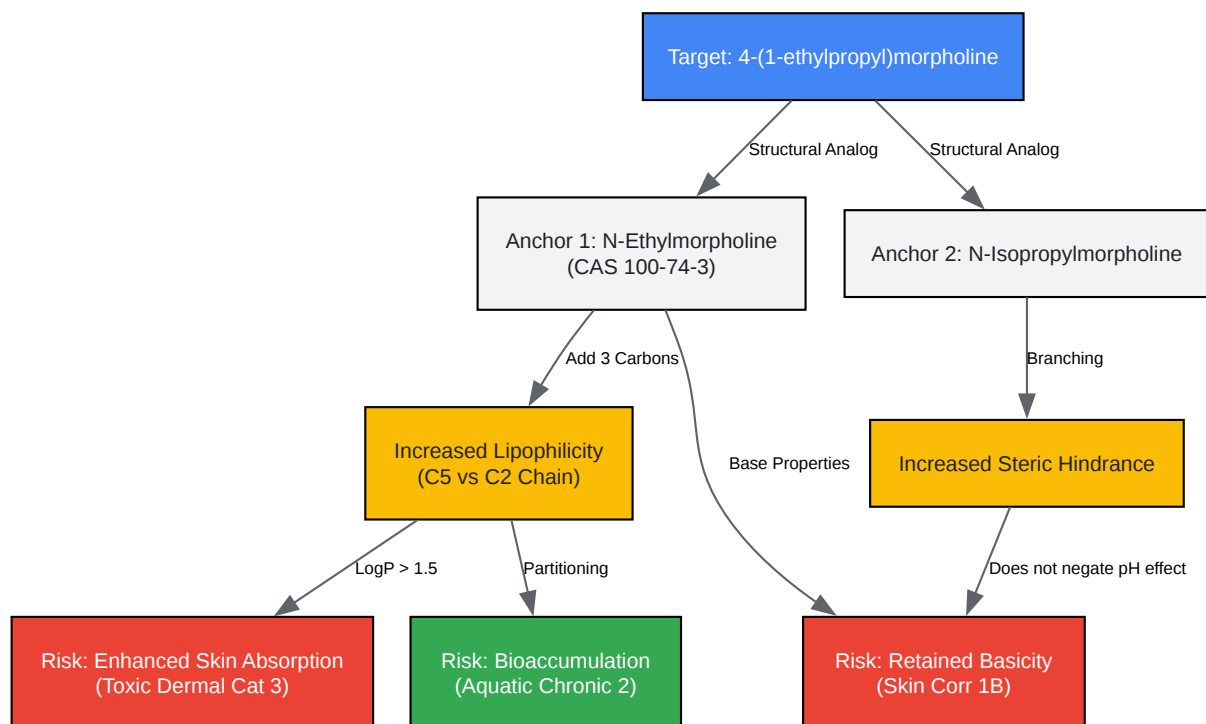 Target: 4-(1-ethylpropyl)morpholine
Structural Analog
Structural Analog
Anchor 1: N-Ethylmorpholine
(CAS 100-74-3)
Anchor 2: N-Isopropylmorpholine
Add 3 Carbons
Branching
Increased Lipophilicity
(C5 vs C2 Chain)
Base Properties
Increased Steric Hindrance
LogP > 1.5
Partitioning
Does not negate pH effect
Risk: Enhanced Skin Absorption
(Toxic Dermal Cat 3)
Risk: Bioaccumulation
(Aquatic Chronic 2)
Risk: Retained Basicity
(Skin Corr 1B)